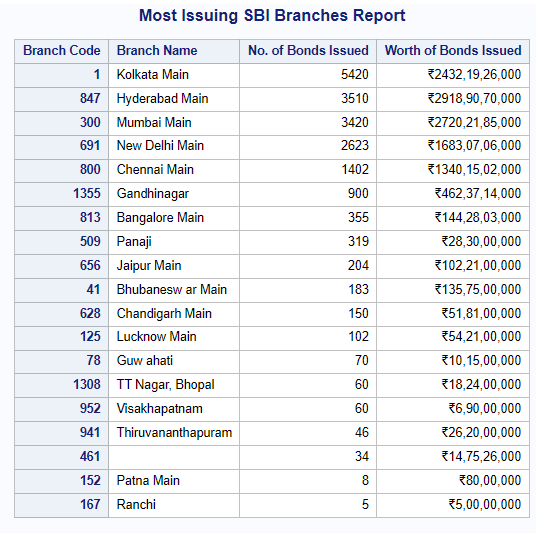 Most Issuing SBI Branches Report
Branch Code Branch Name No. of Bonds Issued Worth of Bonds Issued
1 Kolkata Main 5420 ₹2432,19,26,000
847 Hyderabad Main 3510 ₹2918,90,70,000
300 Mumbai Main 3420 ₹2720,21,85,000
691 New Delhi Main 2623 ₹1683,07,06,000
800 Chennai Main 1402 ₹1340,15,02,000
1355 Gandhinagar 900 ₹462,37,14,000
813 Bangalore Main 355 ₹144,28,03,000
509 Panaji 319 ₹28,30,00,000
656 Jaipur Main 204 ₹102,21,00,000
41 Bhubanesw ar Main 183 ₹135,75,00,000
628 Chandigarh Main 150 ₹51,81,00,000
125 Lucknow Main 102 ₹54,21,00,000
78 Guw ahati 70 ₹10,15,00,000
1308 TT Nagar, Bhopal 60 ₹18,24,00,000
952 Visakhapatnam 60 ₹6,90,00,000
941 Thiruvananthapuram 46 ₹26,20,00,000
461 34 ₹14,75,26,000
152 Patna Main 8 ₹80,00,000
167 Ranchi 5 ₹5,00,00,000